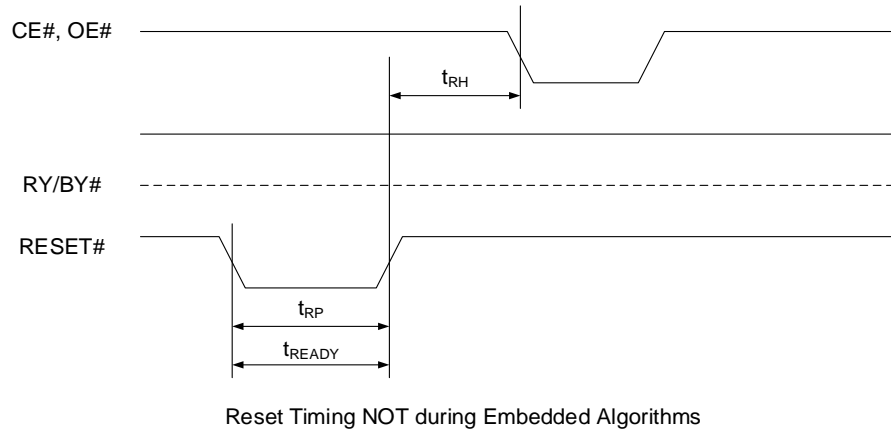 CE#, OE#
tRH
RY/BY#
RESET#
tRP
tREADY
Reset Timing NOT during Embedded Algorithms